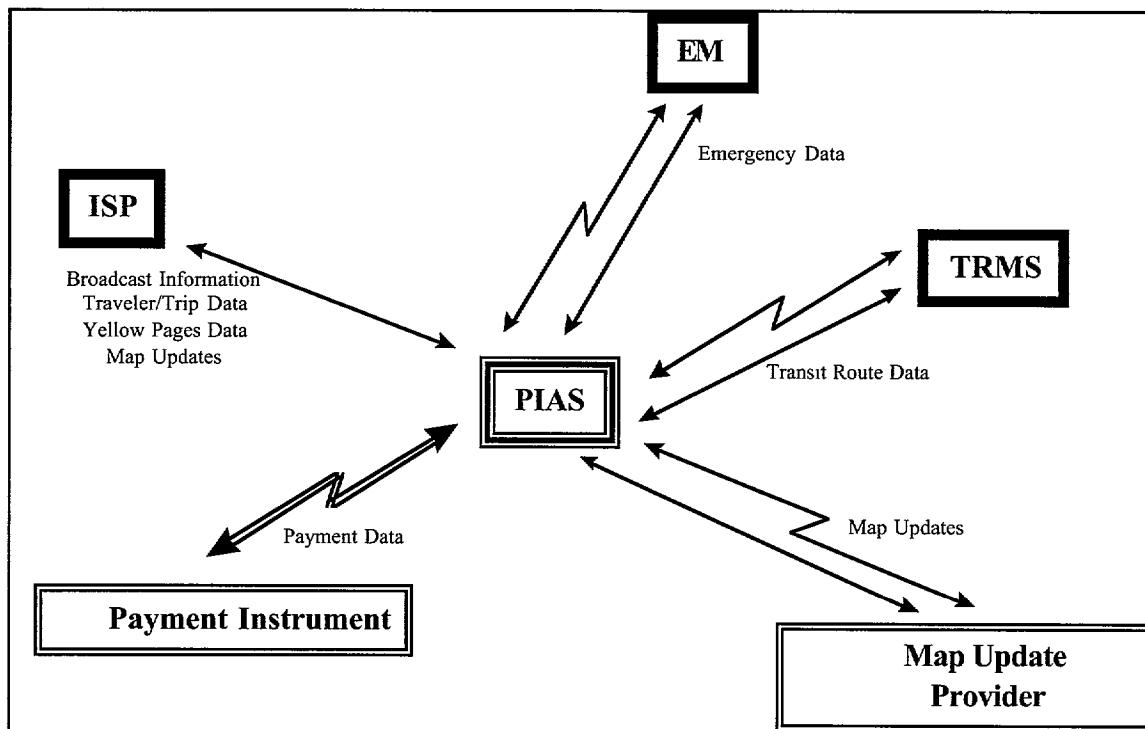 EM
Emergency Data
ISP
Broadcast Information
Traveler/Trip Data
Yellow Pages Data
Map Updates
TRMS
Transit Route Data
PIAS
Payment Data
Map Updates
Payment Instrument
Map Update
Provider